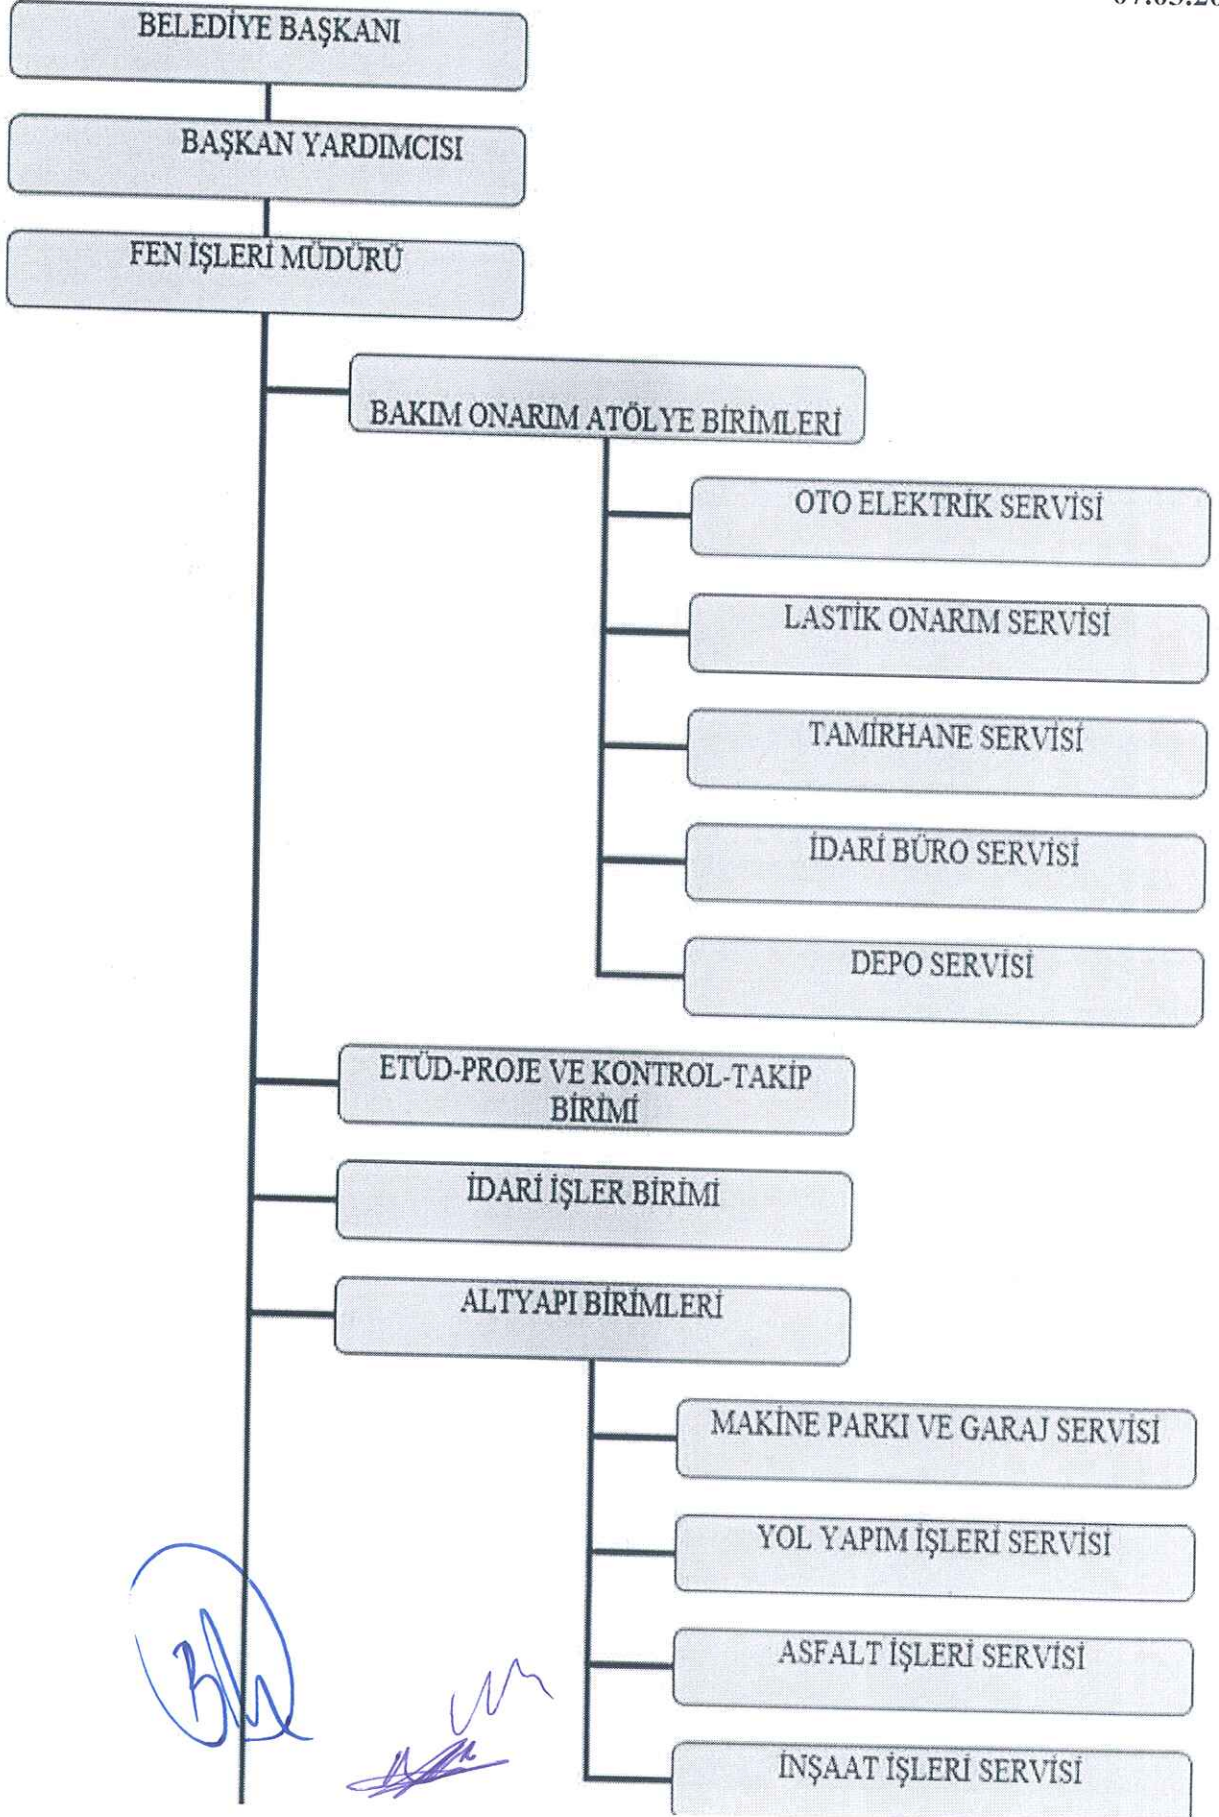 BELEDİYE BAŞKANI
BAŞKAN YARDIMCISI
FEN İŞLERİ MÜDÜRÜ
BAKIM ONARIM ATÖLYE BİRİMLERİ
OTO ELEKTRİK SERVİSİ
LASTİK ONARIM SERVİSİ
TAMİRHANE SERVİSİ
İDARİ BÜRO SERVİSİ
DEPO SERVİSİ
ETÜD-PROJE VE KONTROL-TAKİP
BİRİMİ
İDARİ İŞLER BİRİMİ
ALTYAPI BİRİMLERİ
MAKİNE PARKI VE GARAJ SERVİSİ
YOL YAPIM İŞLERİ SERVİSİ
ASFALT İŞLERİ SERVİSİ
İNŞAAT İŞLERİ SERVİSİ